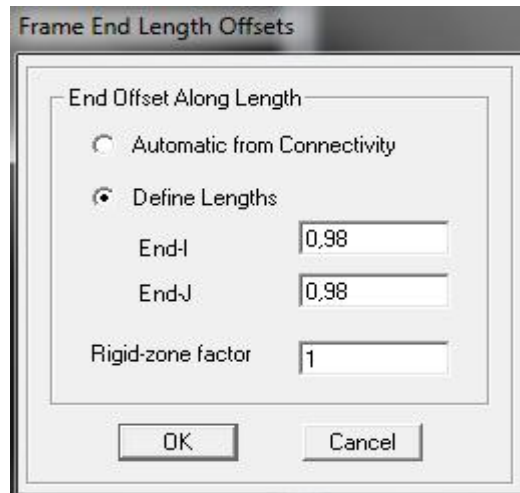 Frame End Length Offsets
End Offset Along Length
Automatic from Connectivity
Define Lengths
End-I 0,98
End-J 0,98
Rigid-zone factor 1
OK Cancel